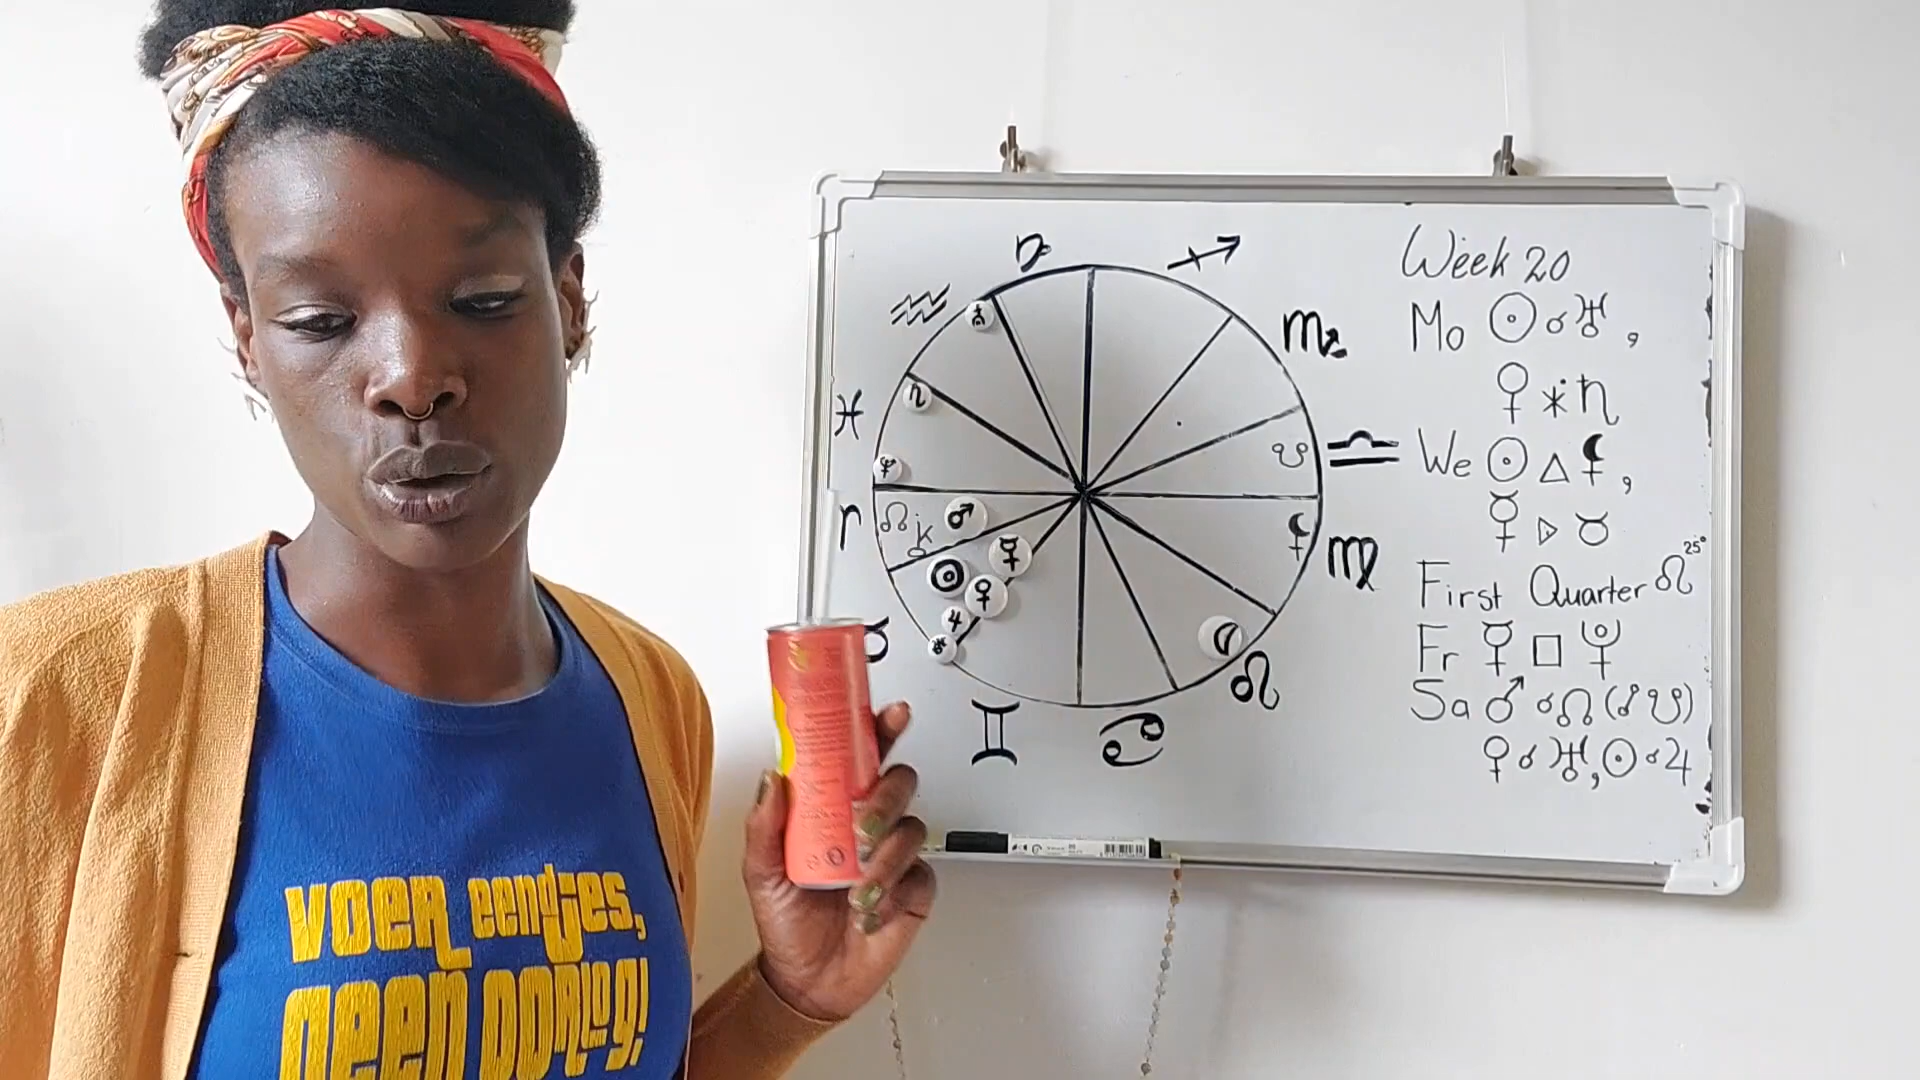 VOER EENDJES,
GEEN OORLOG!
Week 20
Mo ☉ ☌ ♅,
♀ ⚹ ♄
We ☉ △ ⚸,
☿ ▷ ♉
First Quarter ♌ 25°
Fr ☿ □ ♇
Sa ♂ ☌ ☊ (☍ ☋)
♀ ☌ ♅, ☉ ☌ ♃
♑
♐
♒
♏
♓
♎
♈
♍
♉
♌
♊
♋
♄
♆
☋
☊
⚷
♂
☿
⚸
☉
♀
♃
♅
☽